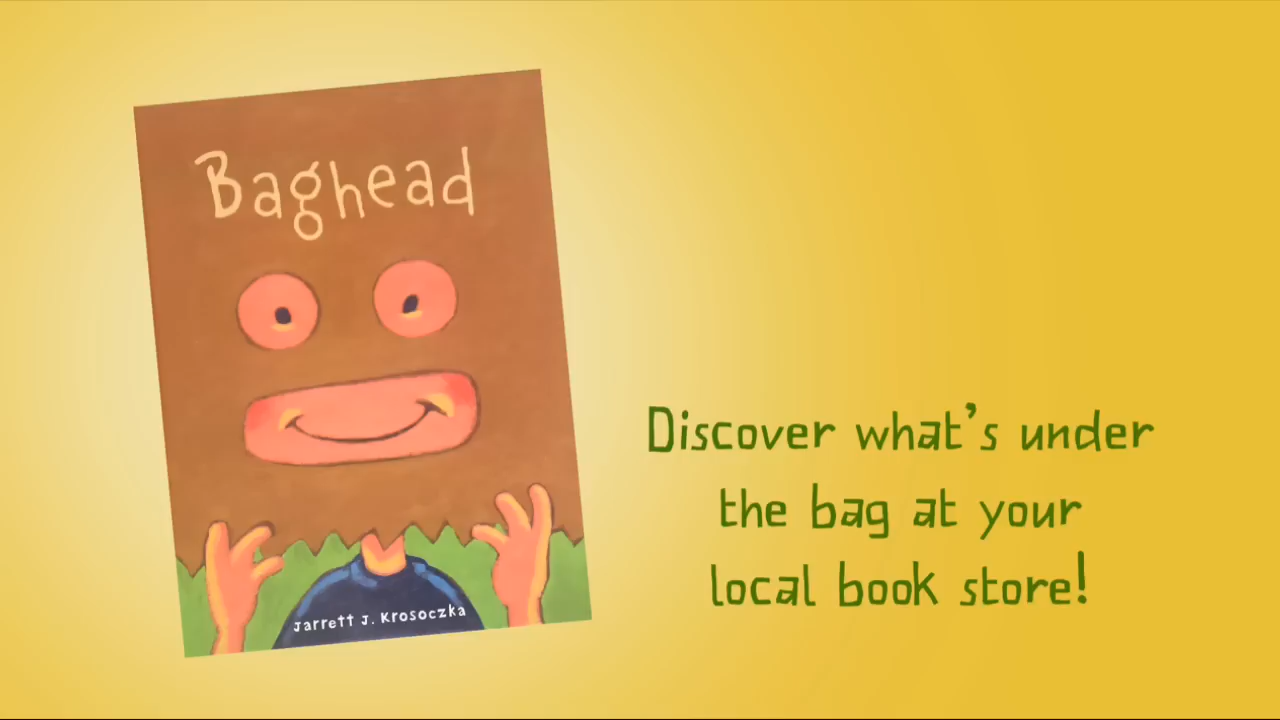 Baghead
Jarrett J. Krosoczka
Discover what's under
the bag at your
local book store!